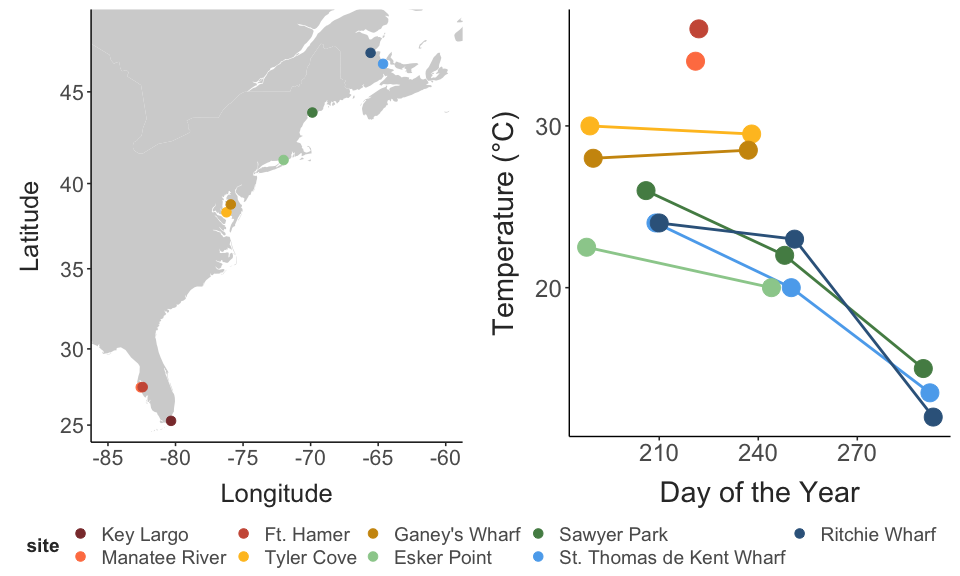 45
40
35
30
25
Latitude
-85 -80 -75 -70 -65 -60
Longitude
30
20
Temperature (°C)
210 240 270
Day of the Year
site
Key Largo Ft. Hamer Ganey's Wharf Sawyer Park Ritchie Wharf
Manatee River Tyler Cove Esker Point St. Thomas de Kent Wharf